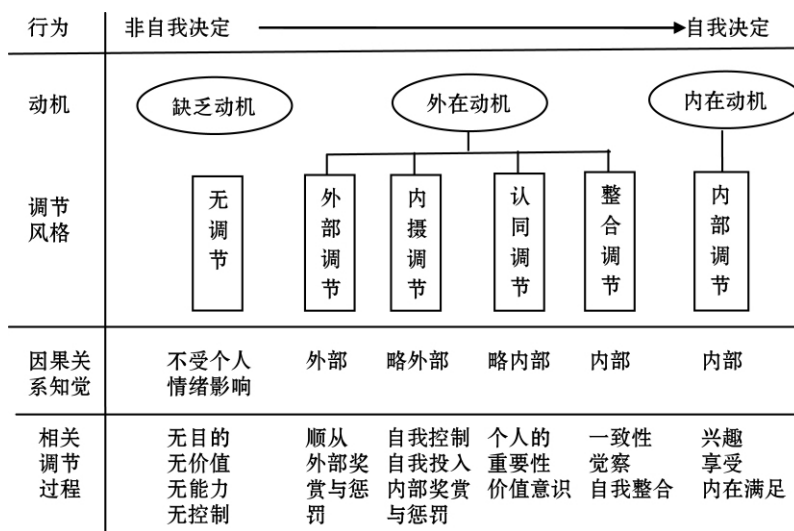 行为 非自我决定 自我决定
动机 缺乏动机 外在动机 内在动机
调节
风格
无调节
外部调节
内摄调节
认同调节
整合调节
内部调节
因果关 不受个人 外部 略外部 略内部 内部 内部
系知觉 情绪影响
相关 无目的 顺从 自我控制 个人的 一致性 兴趣
调节 无价值 外部奖 自我投入 重要性 觉察 享受
过程 无能力 赏与惩 内部奖赏 价值意识 自我整合 内在满足
无控制 罚 与惩罚